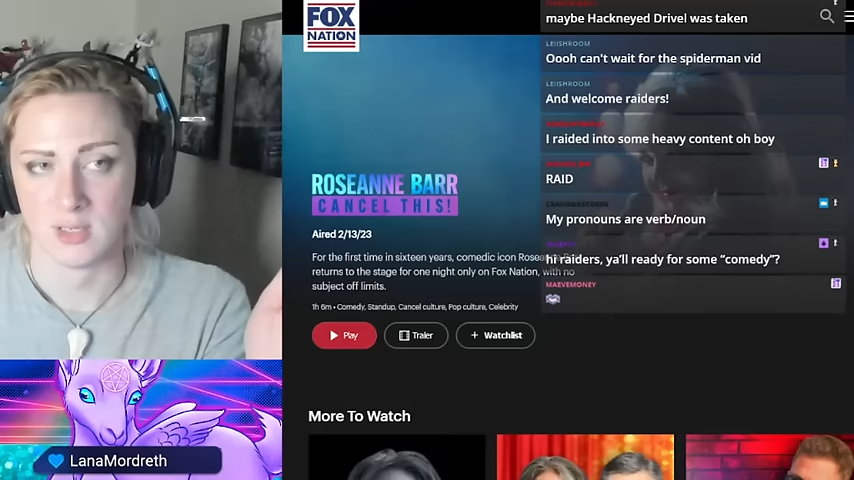 FOX
NATION
ROSEANNE BARR
CANCEL THIS!
Aired 2/13/23
For the first time in sixteen years, comedic icon
returns to the stage for one night only on Fox Nation, with no
subject off limits.
1h 6m • Comedy, Standup, Cancel culture, Pop culture, Celebrity
Play
Trailer
+ Watchlist
More To Watch
maybe Hackneyed Drivel was taken
LEIISHROOM
Oooh can't wait for the spiderman vid
LEIISHROOM
And welcome raiders!
I raided into some heavy content oh boy
RAID
My pronouns are verb/noun
hi raiders, ya'll ready for some “comedy”?
MAEVEMONEY
LanaMordreth